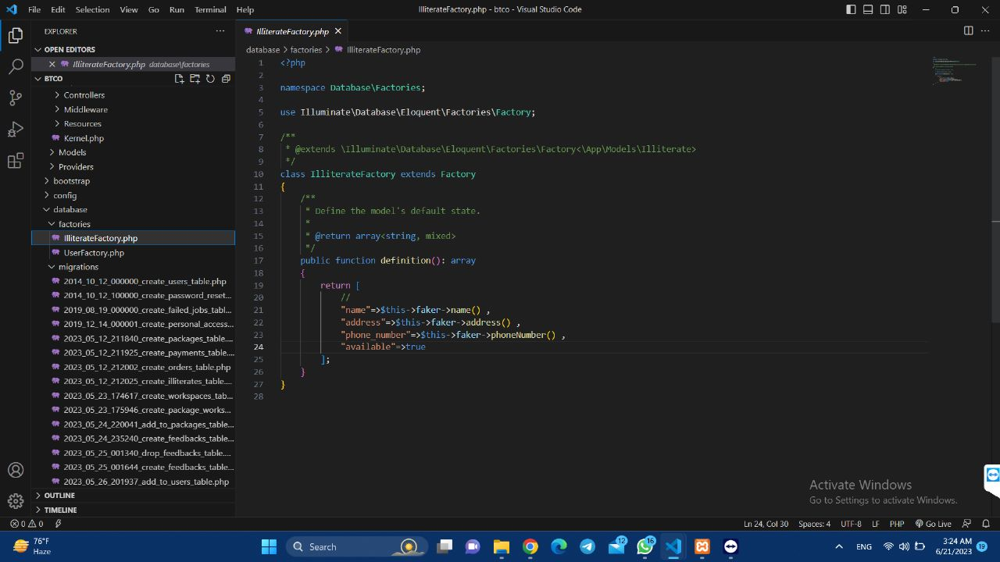 File Edit Selection View Go Run Terminal Help
IlliterateFactory.php - btco - Visual Studio Code
EXPLORER
OPEN EDITORS
IlliterateFactory.php database\factories
BTCO
Controllers
Middleware
Resources
Kernel.php
Models
Providers
bootstrap
config
database
factories
IlliterateFactory.php
UserFactory.php
migrations
2014_10_12_000000_create_users_table.php
2014_10_12_100000_create_password_reset...
2019_08_19_000000_create_failed_jobs_tabl...
2019_12_14_000001_create_personal_access...
2023_05_12_211840_create_packages_table....
2023_05_12_211925_create_payments_table....
2023_05_12_212002_create_orders_table.php
2023_05_12_212025_create_illiterates_table....
2023_05_23_174617_create_workspaces_tab...
2023_05_23_175946_create_package_works...
2023_05_24_220041_add_to_packages_table...
2023_05_24_235240_create_feedbacks_table...
2023_05_25_001340_drop_feedbacks_table....
2023_05_25_001644_create_feedbacks_table...
2023_05_26_201937_add_to_users_table.php
OUTLINE
TIMELINE
IlliterateFactory.php
database > factories > IlliterateFactory.php
1 <?php
2
3 namespace Database\Factories;
4
5 use Illuminate\Database\Eloquent\Factories\Factory;
6
7 /**
8  * @extends \Illuminate\Database\Eloquent\Factories\Factory<\App\Models\Illiterate>
9  */
10 class IlliterateFactory extends Factory
11 {
12     /**
13      * Define the model's default state.
14      *
15      * @return array<string, mixed>
16      */
17     public function definition(): array
18     {
19         return [
20             //
21             "name"=>$this->faker->name() ,
22             "address"=>$this->faker->address() ,
23             "phone_number"=>$this->faker->phoneNumber() ,
24             "available"=>true
25         ];
26     }
27 }
28
Activate Windows
Go to Settings to activate Windows.
0 0
Ln 24, Col 30 Spaces: 4 UTF-8 LF PHP Go Live
76°F
Haze
Search
12
16
ENG
3:24 AM
6/21/2023
19